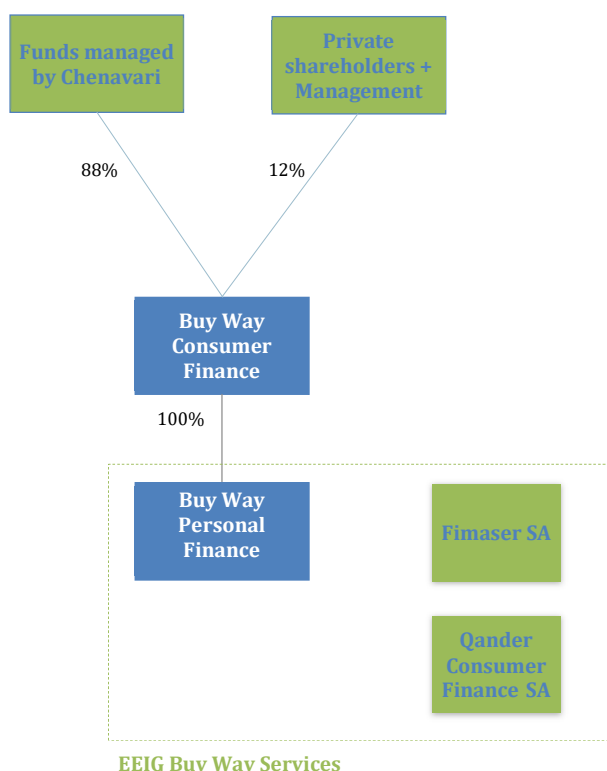 Funds managed
by Chenavari
Private
shareholders +
Management
88%
12%
Buy Way
Consumer
Finance
100%
Buy Way
Personal
Finance
Fimaser SA
Qander
Consumer
Finance SA
EEIG Buy Way Services